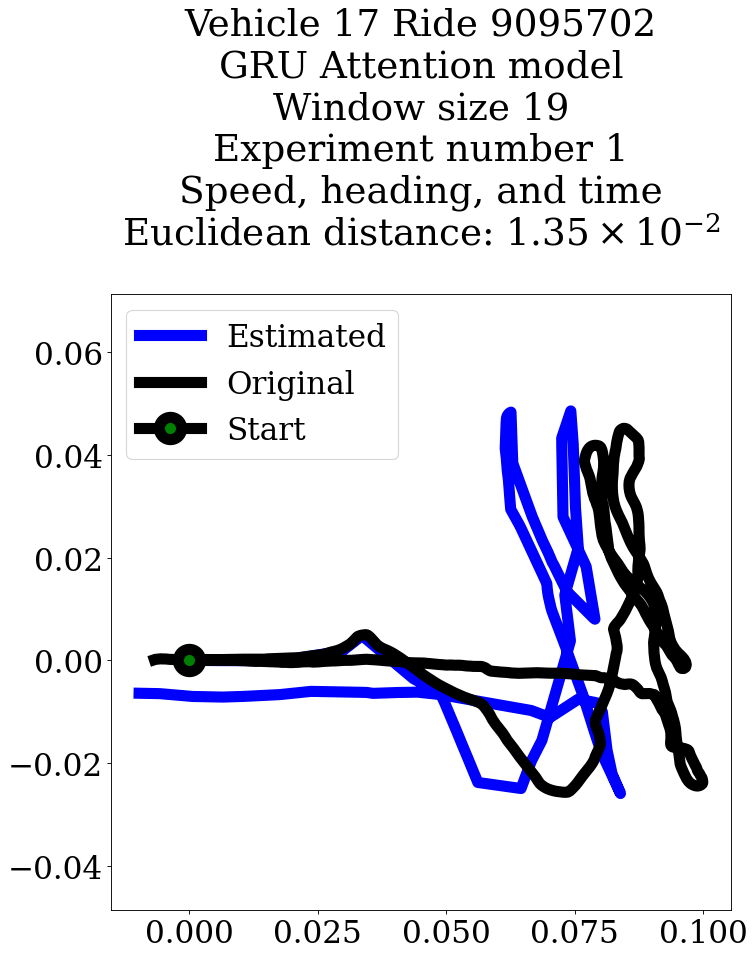 Vehicle 17 Ride 9095702
GRU Attention model
Window size 19
Experiment number 1
Speed, heading, and time
Euclidean distance: 1.35 × 10⁻²
Estimated
Original
Start
0.06
0.04
0.02
0.00
−0.02
−0.04
0.000 0.025 0.050 0.075 0.100